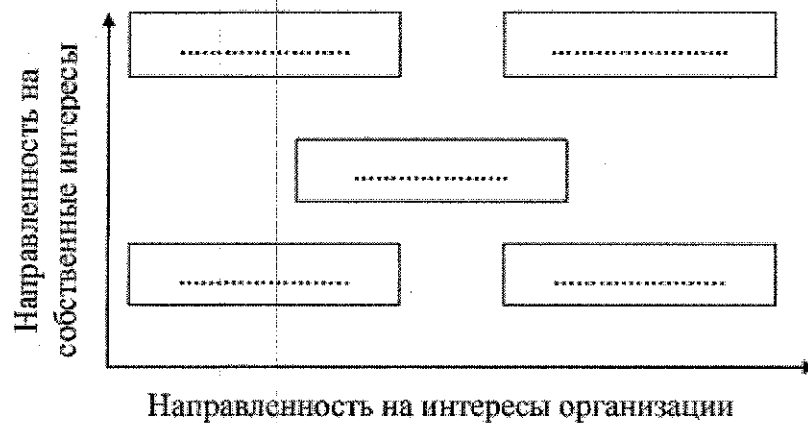 Направленность на
собственные интересы
....................... .......................
.......................
....................... .......................
Направленность на интересы организации